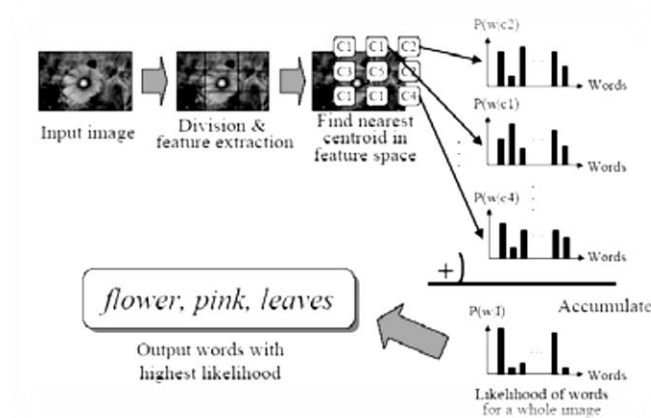 Input image
Division &
feature extraction
C1 C1 C2
C3 C5
C1 C1 C4
Find nearest
centroid in
feature space
P(w|c2)
Words
P(w|c1)
Words
P(w|c4)
Words
+)
Accumulate
P(w|I)
Words
Likelihood of words
for a whole image
flower, pink, leaves
Output words with
highest likelihood